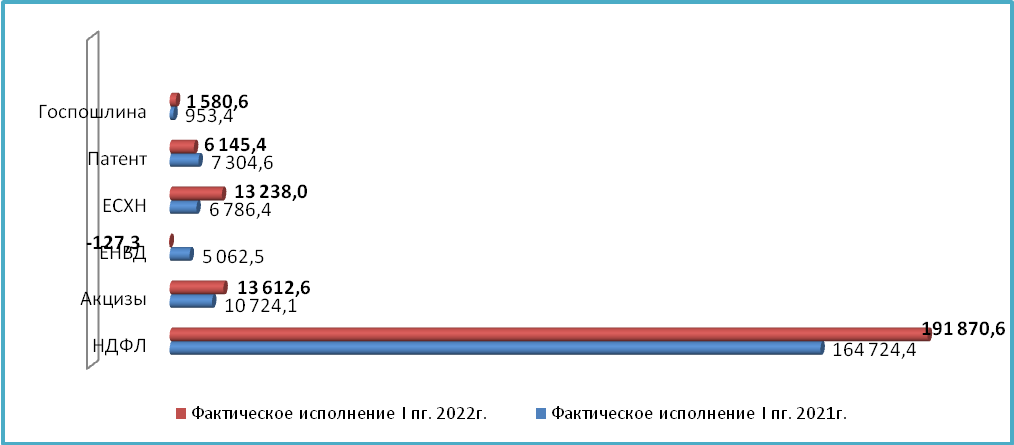 Госпошлина
1 580,6
953,4
Патент
6 145,4
7 304,6
ЕСХН
13 238,0
6 786,4
-127,3
ЕНВД
5 062,5
Акцизы
13 612,6
10 724,1
НДФЛ
191 870,6
164 724,4
Фактическое исполнение I пг. 2022г.
Фактическое исполнение I пг. 2021г.